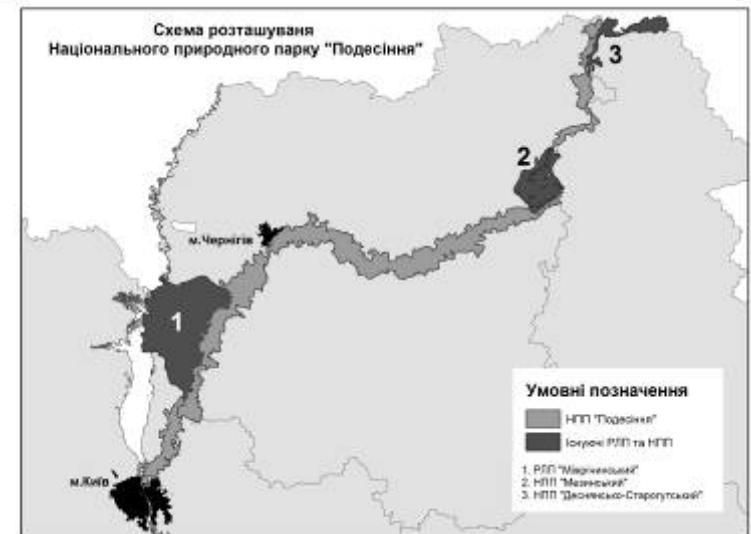 Схема розташуваня
Національного природного парку "Подесіння"
3
2
м.Чернігів
1
м.Київ
Умовні позначення
НПП "Подесіння"
Існуючі РЛП та НПП
1. РЛП "Міжрічинський"
2. НПП "Мезинський"
3. НПП "Деснянсько-Старогутський"